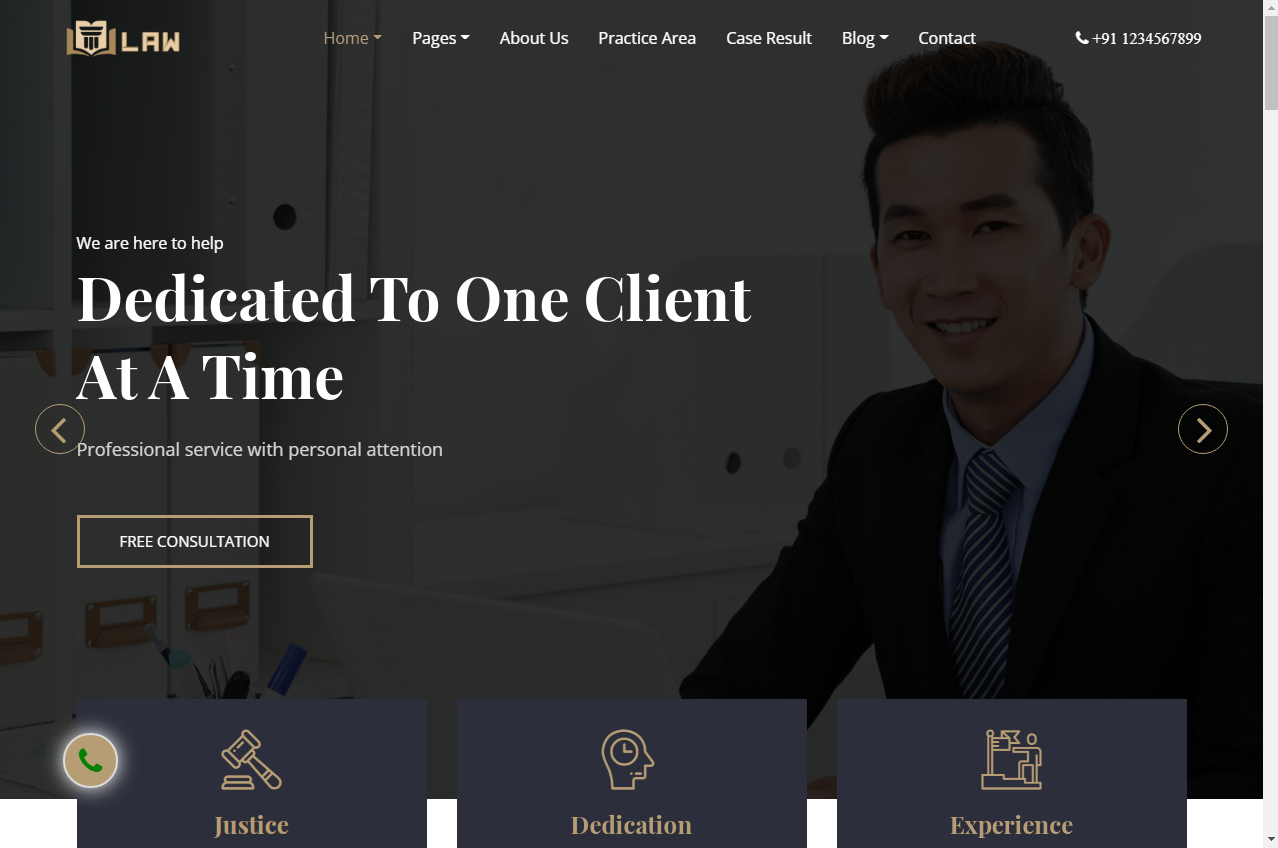 LAW
Home
Pages
About Us
Practice Area
Case Result
Blog
Contact
+91 1234567899
We are here to help
Dedicated To One Client
At A Time
Professional service with personal attention
FREE CONSULTATION
Justice
Dedication
Experience